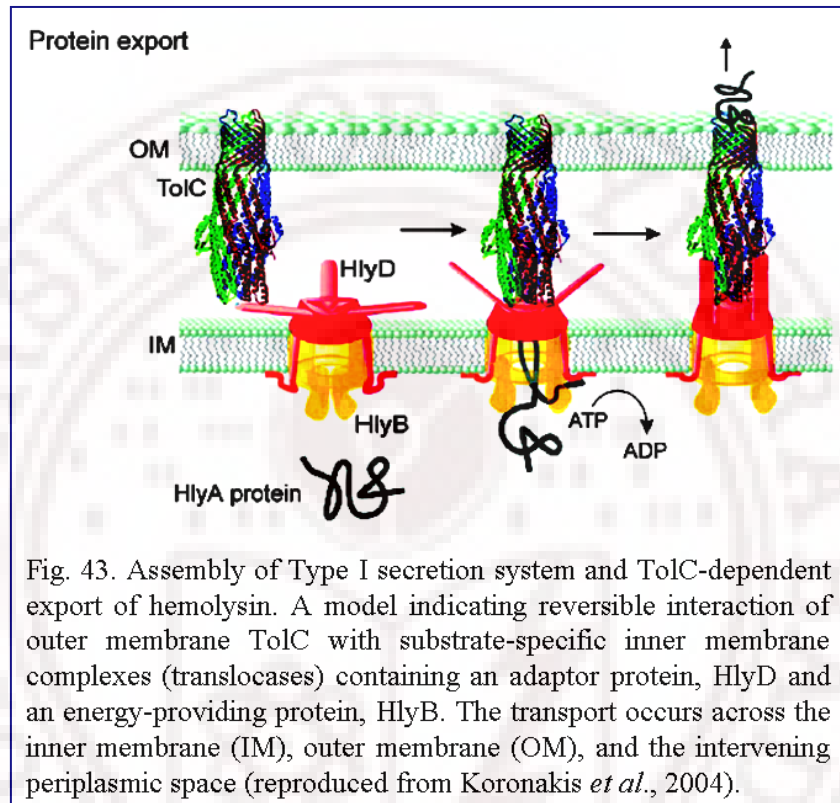 Protein export
OM
TolC
HlyD
IM
HlyB
ATP
ADP
HlyA protein
Fig. 43. Assembly of Type I secretion system and TolC-dependent
export of hemolysin. A model indicating reversible interaction of
outer membrane TolC with substrate-specific inner membrane
complexes (translocases) containing an adaptor protein, HlyD and
an energy-providing protein, HlyB. The transport occurs across the
inner membrane (IM), outer membrane (OM), and the intervening
periplasmic space (reproduced from Koronakis et al., 2004).